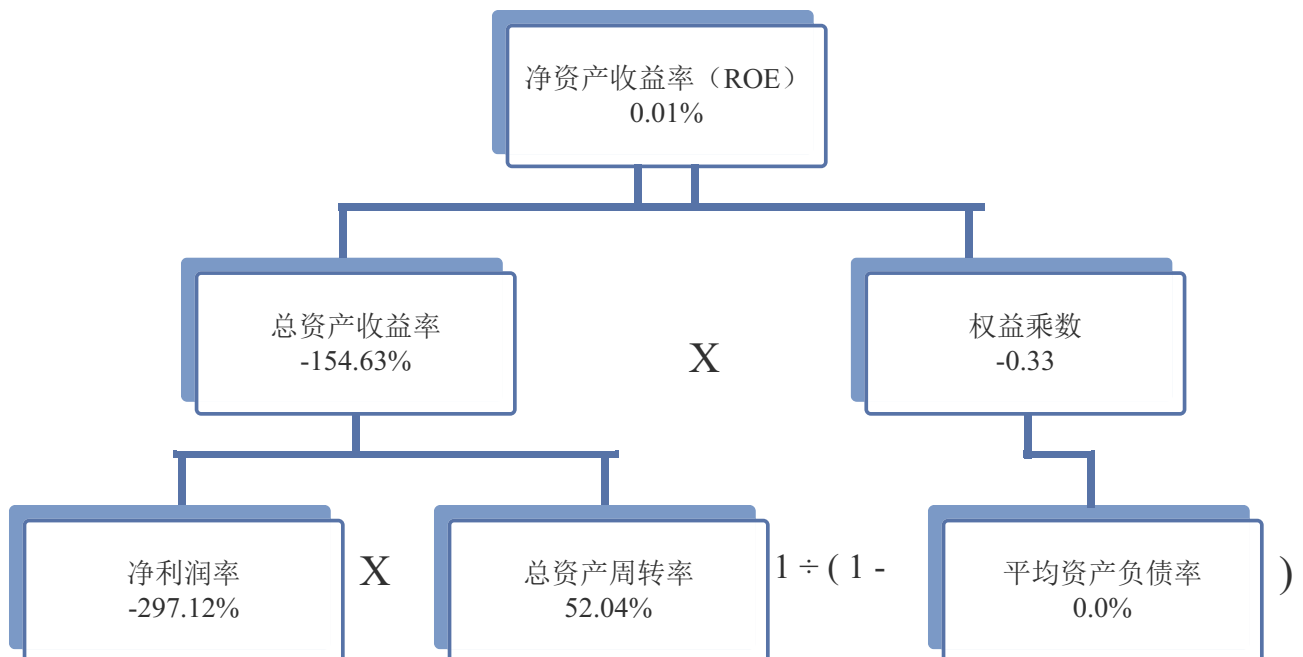 净资产收益率（ROE）
0.01%
总资产收益率
-154.63%
X
权益乘数
-0.33
净利润率
-297.12%
X
总资产周转率
52.04%
1 ÷ ( 1 -
平均资产负债率
0.0%
)